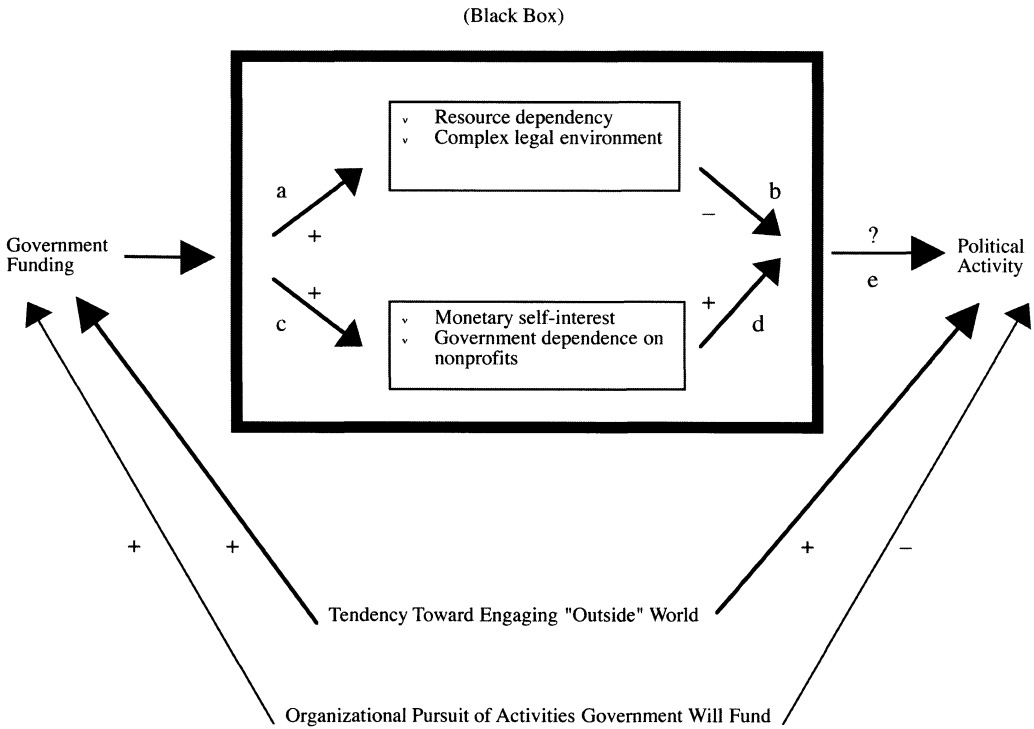 (Black Box)
v Resource dependency
v Complex legal environment
a
b
+
–
Government
Funding
?
e
Political
Activity
+
c
+
d
v Monetary self-interest
v Government dependence on
nonprofits
+
+
+
–
Tendency Toward Engaging "Outside" World
Organizational Pursuit of Activities Government Will Fund